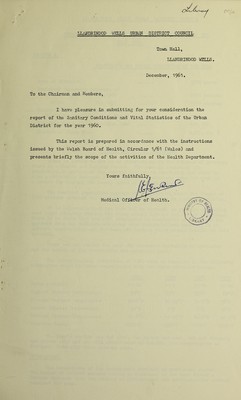 Library
LLANDRINDOD WELLS URBAN DISTRICT COUNCIL
Town Hall,
LLANDRINDOD WELLS.
December, 1961.
To the Chairman and Members,
I have pleasure in submitting for your consideration the
report of the Sanitary Conditions and Vital Statistics of the Urban
District for the year 1960.
This report is prepared in accordance with the instructions
issued by the Welsh Board of Health, Circular 1/61 (Wales) and
presents briefly the scope of the activities of the Health Department.
Yours faithfully,
Medical Officer of Health.